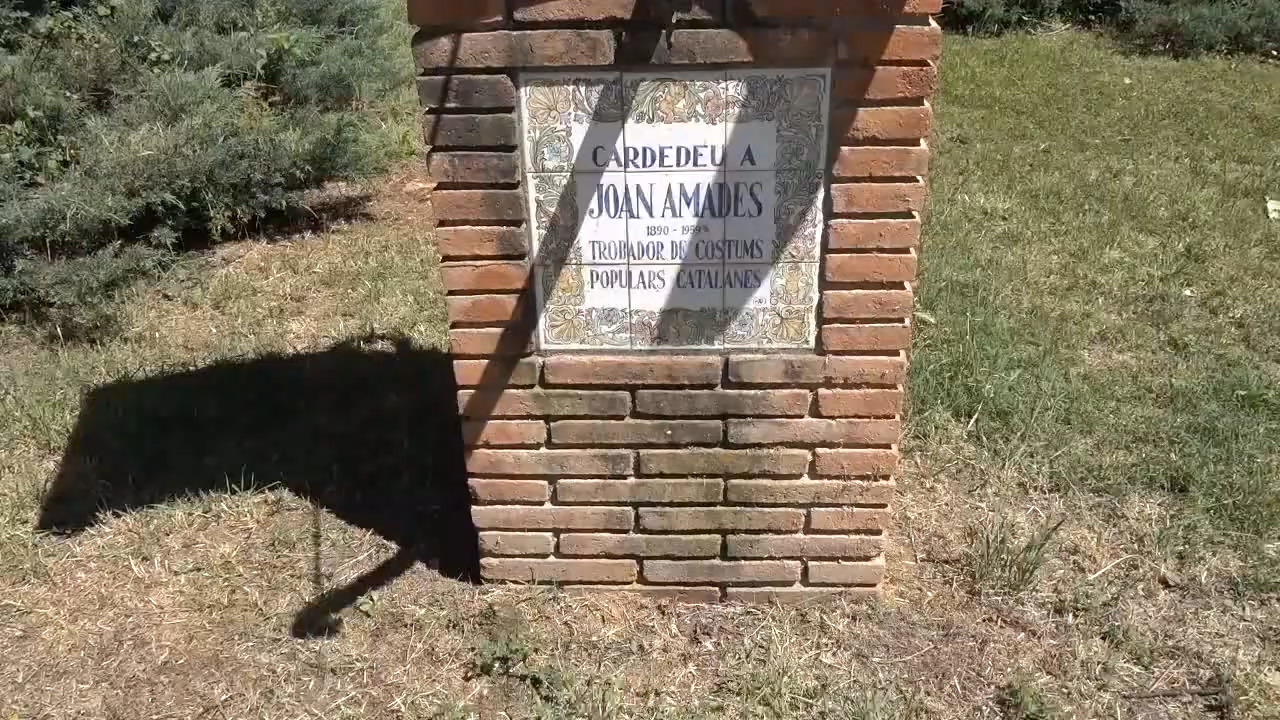 CARDEDEU A
JOAN AMADES
1890 - 1959
TROBADOR DE COSTUMS
POPULARS CATALANES